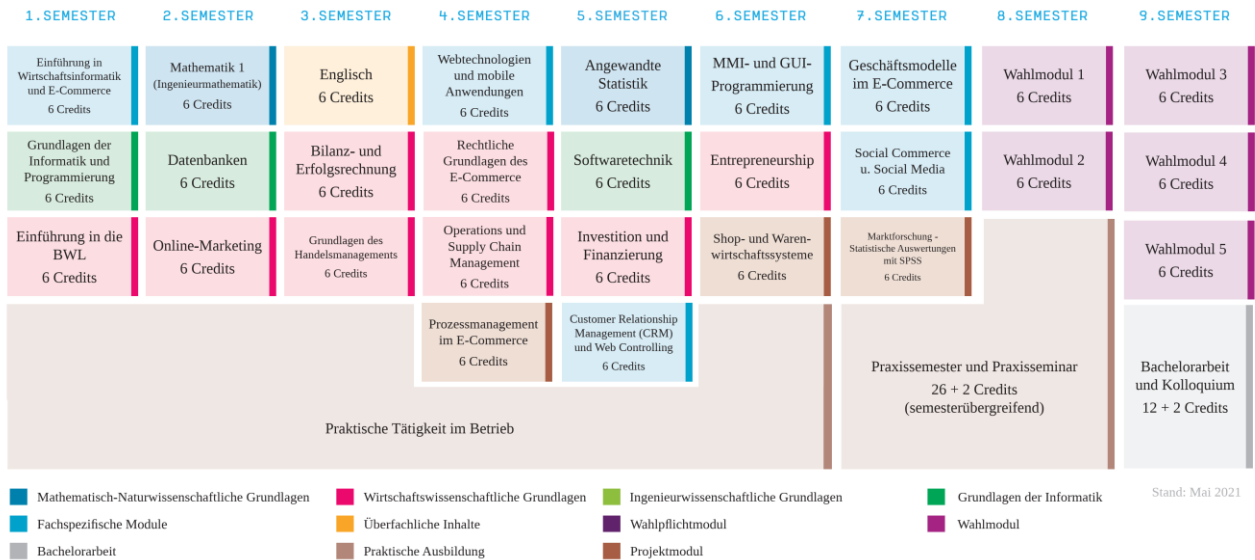 1.SEMESTER
2.SEMESTER
3.SEMESTER
4.SEMESTER
5.SEMESTER
6.SEMESTER
7.SEMESTER
8.SEMESTER
9.SEMESTER
Einführung in
Wirtschaftsinformatik
und E-Commerce
6 Credits
Mathematik 1
(Ingenieurmathematik)
6 Credits
Englisch
6 Credits
Webtechnologien
und mobile
Anwendungen
6 Credits
Angewandte
Statistik
6 Credits
MMI- und GUI-
Programmierung
6 Credits
Geschäftsmodelle
im E-Commerce
6 Credits
Wahlmodul 1
6 Credits
Wahlmodul 3
6 Credits
Grundlagen der
Informatik und
Programmierung
6 Credits
Datenbanken
6 Credits
Bilanz- und
Erfolgsrechnung
6 Credits
Rechtliche
Grundlagen des
E-Commerce
6 Credits
Softwaretechnik
6 Credits
Entrepreneurship
6 Credits
Social Commerce
u. Social Media
6 Credits
Wahlmodul 2
6 Credits
Wahlmodul 4
6 Credits
Einführung in die
BWL
6 Credits
Online-Marketing
6 Credits
Grundlagen des
Handelsmanagements
6 Credits
Operations und
Supply Chain
Management
6 Credits
Investition und
Finanzierung
6 Credits
Shop- und Waren-
wirtschaftssysteme
6 Credits
Marktforschung -
Statistische Auswertungen
mit SPSS
6 Credits
Wahlmodul 5
6 Credits
Prozessmanagement
im E-Commerce
6 Credits
Customer Relationship
Management (CRM)
und Web Controlling
6 Credits
Praxissemester und Praxisseminar
26 + 2 Credits
(semesterübergreifend)
Bachelorarbeit
und Kolloquium
12 + 2 Credits
Praktische Tätigkeit im Betrieb
Mathematisch-Naturwissenschaftliche Grundlagen
Wirtschaftswissenschaftliche Grundlagen
Ingenieurwissenschaftliche Grundlagen
Grundlagen der Informatik
Stand: Mai 2021
Fachspezifische Module
Überfachliche Inhalte
Wahlpflichtmodul
Wahlmodul
Bachelorarbeit
Praktische Ausbildung
Projektmodul